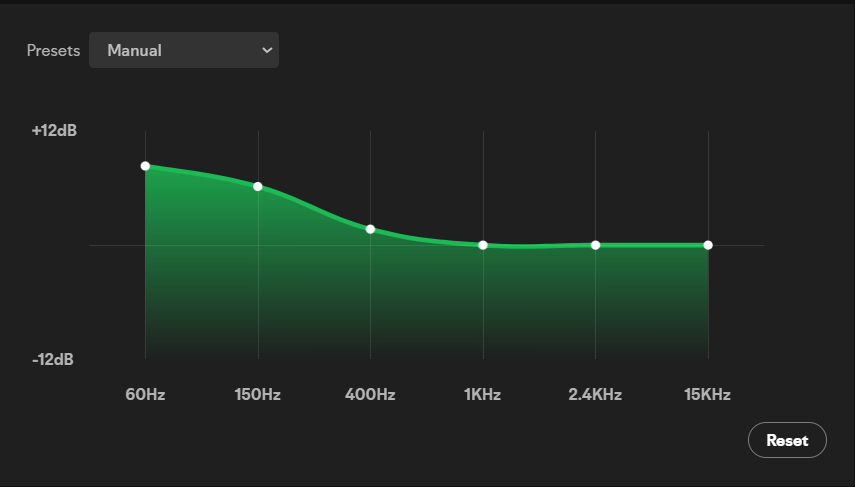 Presets Manual
+12dB
-12dB
60Hz 150Hz 400Hz 1KHz 2.4KHz 15KHz
Reset